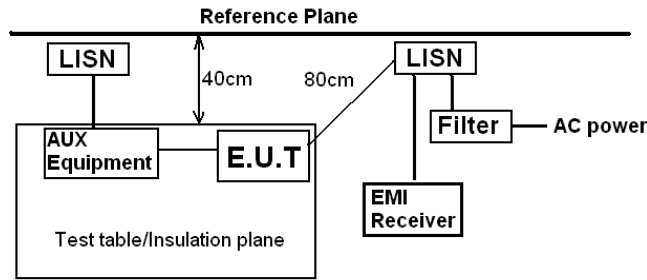 Reference Plane
LISN
40cm
80cm
LISN
AUX
Equipment
E.U.T
Filter
AC power
EMI
Receiver
Test table/Insulation plane